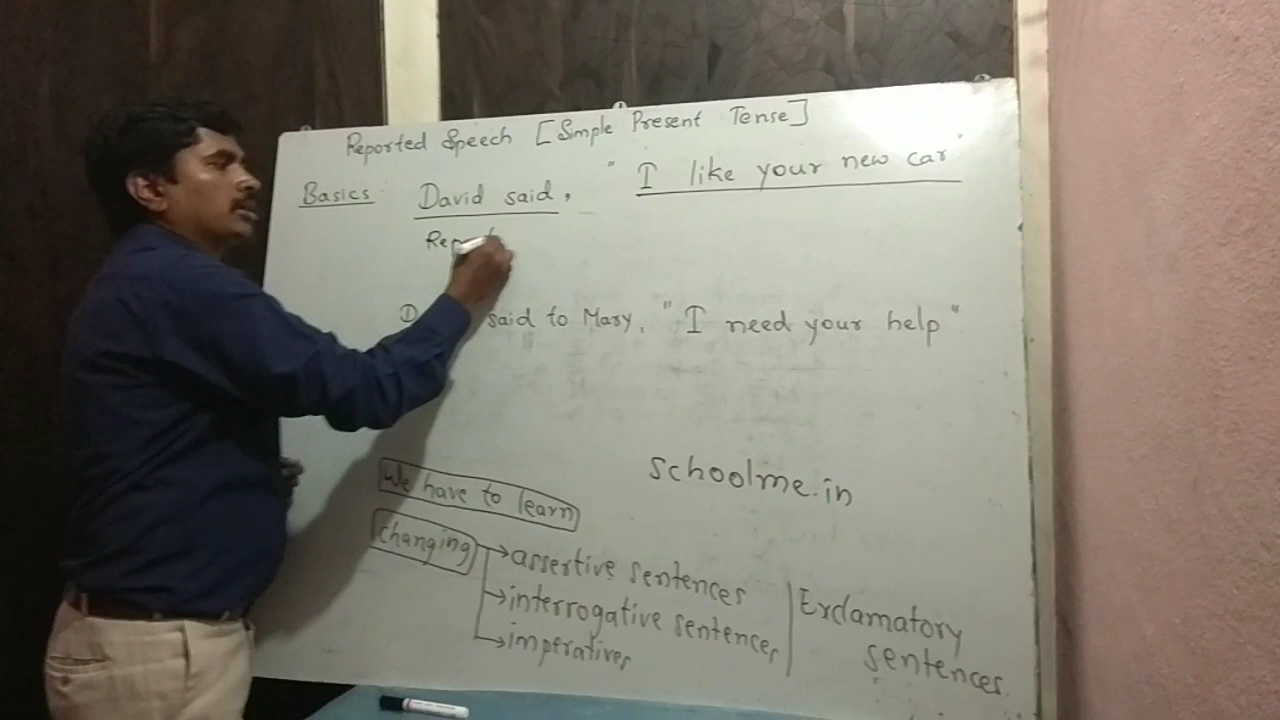 Reported Speech [Simple Present Tense]
Basics: David said, "I like your new car"
Rep
D said to Mary, "I need your help"
schoolme.in
We have to learn
changing → assertive sentences
→ interrogative sentences
→ imperatives
Exclamatory
sentences